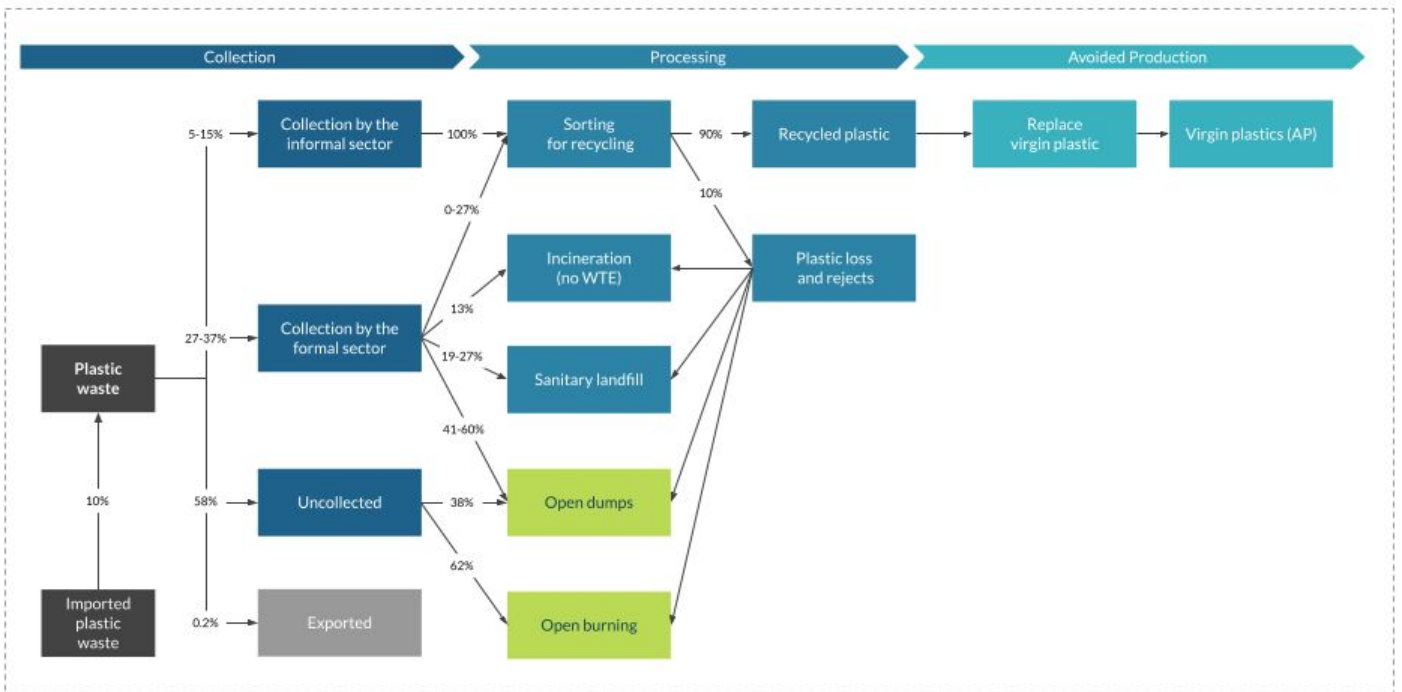 Collection
Processing
Avoided Production
5-15%
Collection by the
informal sector
100%
Sorting
for recycling
90%
Recycled plastic
Replace
virgin plastic
Virgin plastics (AP)
10%
0-27%
Incineration
(no WTE)
Plastic loss
and rejects
13%
27-37%
Collection by the
formal sector
19-27%
Sanitary landfill
Plastic
waste
41-60%
10%
58%
Uncollected
38%
Open dumps
62%
Imported
plastic
waste
0.2%
Exported
Open burning